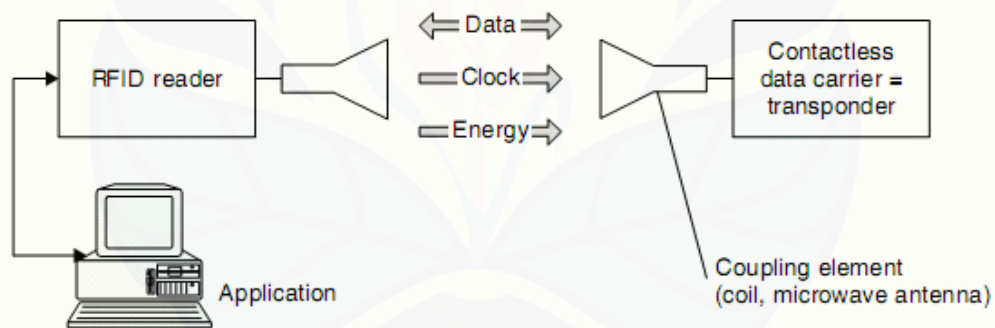 Data
RFID reader
Clock
Energy
Contactless
data carrier =
transponder
Application
Coupling element
(coil, microwave antenna)